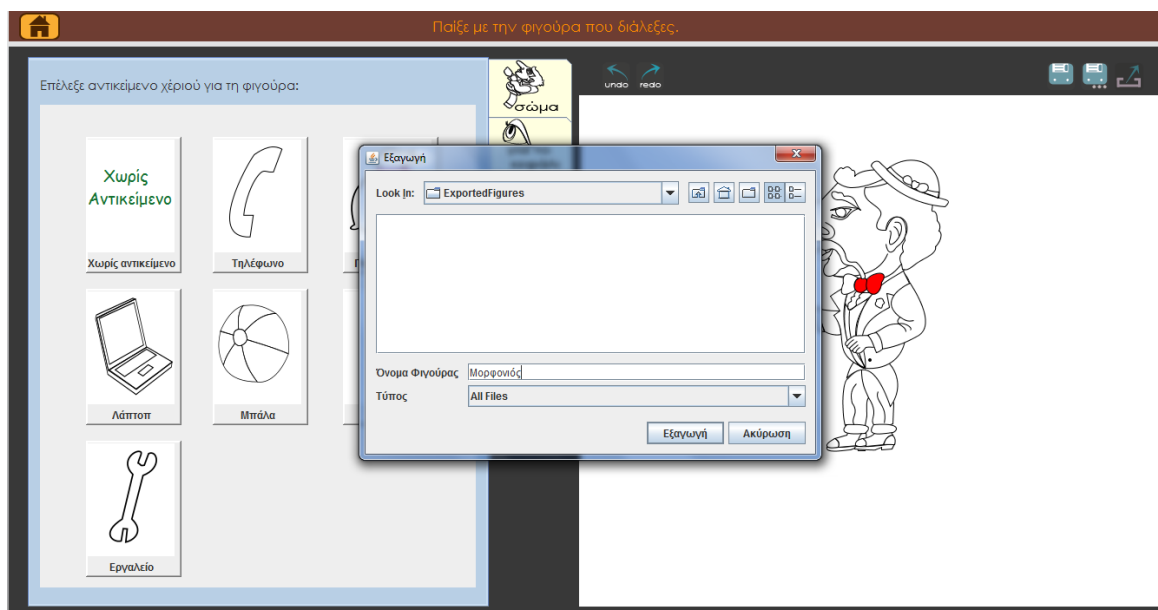 Παίξε με την φιγούρα που διάλεξες.
Επέλεξε αντικείμενο χέριού για τη φιγούρα:
σώμα
undo redo
Χωρίς
Αντικείμενο
Χωρίς αντικείμενο
Τηλέφωνο
Λάπτοπ
Μπάλα
Εργαλείο
Εξαγωγή
Look In: ExportedFigures
Όνομα Φιγούρας Μορφονιός
Τύπος All Files
Εξαγωγή Ακύρωση